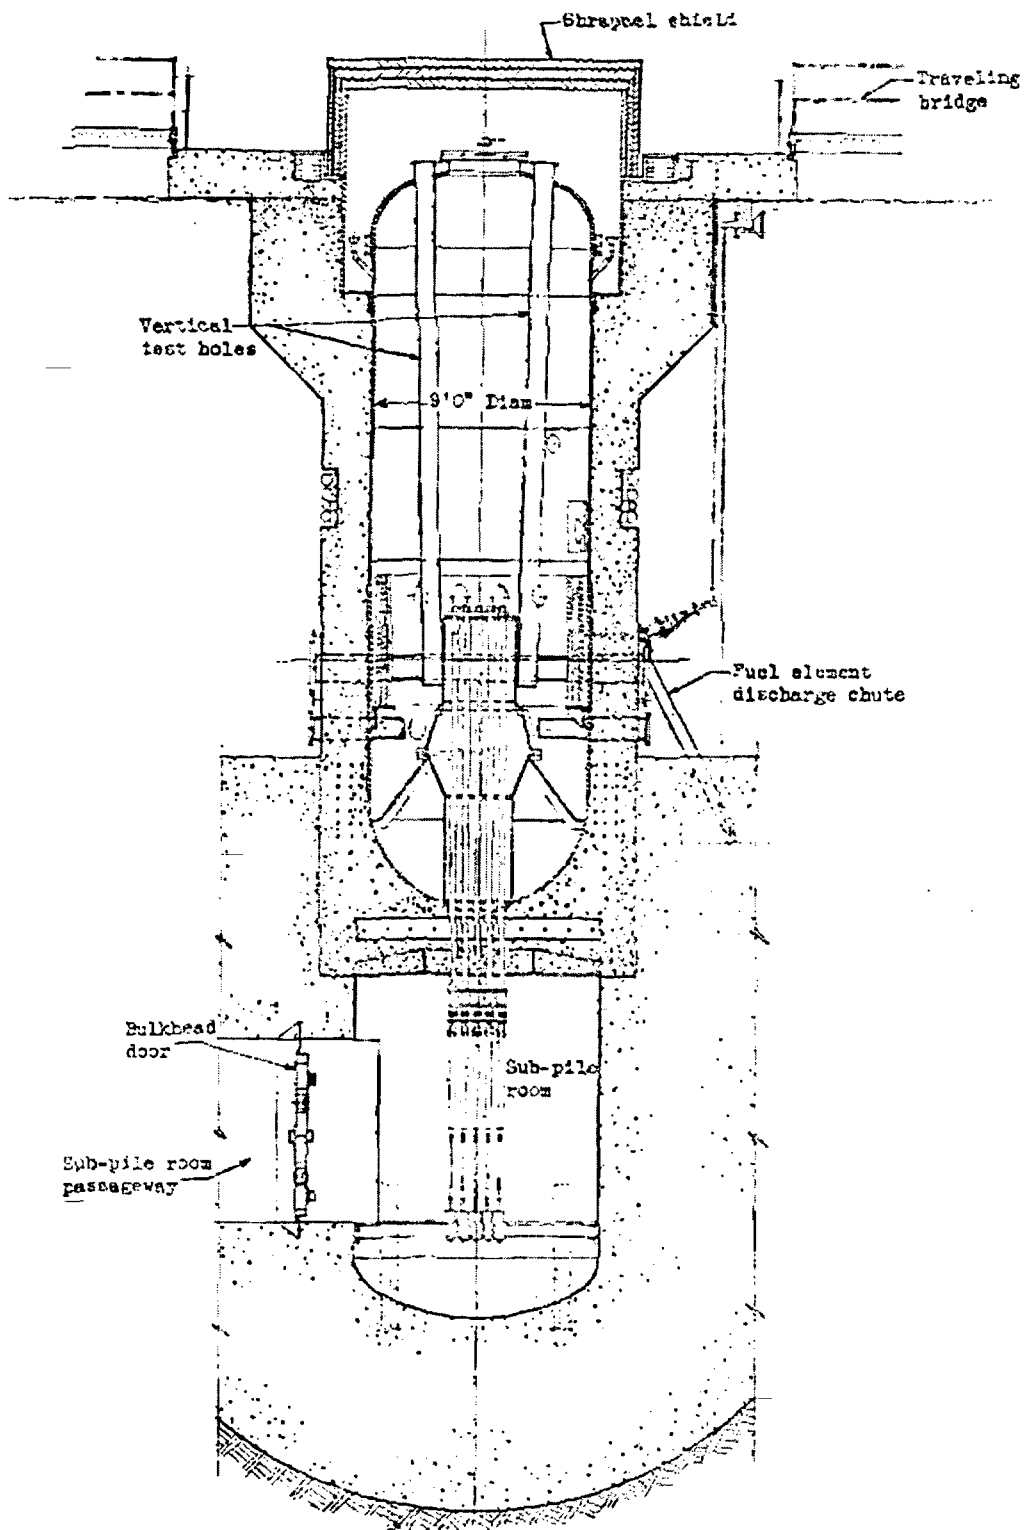 Shrapnel shield
Traveling
bridge
Vertical
test holes
9'0" Diam
Fuel element
discharge chute
Bulkhead
door
Sub-pile
room
Sub-pile room
passageway